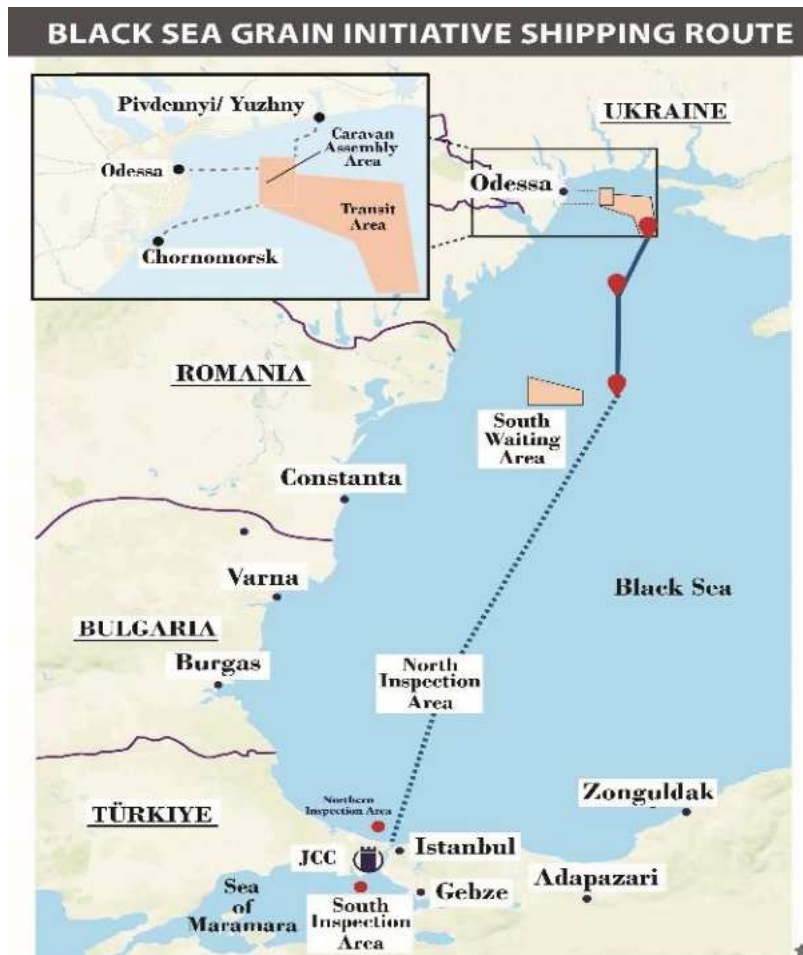 BLACK SEA GRAIN INITIATIVE SHIPPING ROUTE
Pivdennyi/ Yuzhny
Caravan
Assembly
Area
Odessa
Transit
Area
Chornomorsk
UKRAINE
Odessa
ROMANIA
South
Waiting
Area
Constanta
Varna
Black Sea
BULGARIA
Burgas
North
Inspection
Area
Zonguldak
TÜRKİYE
Northern
Inspection Area
JCC
Istanbul
Sea
of
Maramara
Gebze
Adapazari
South
Inspection
Area